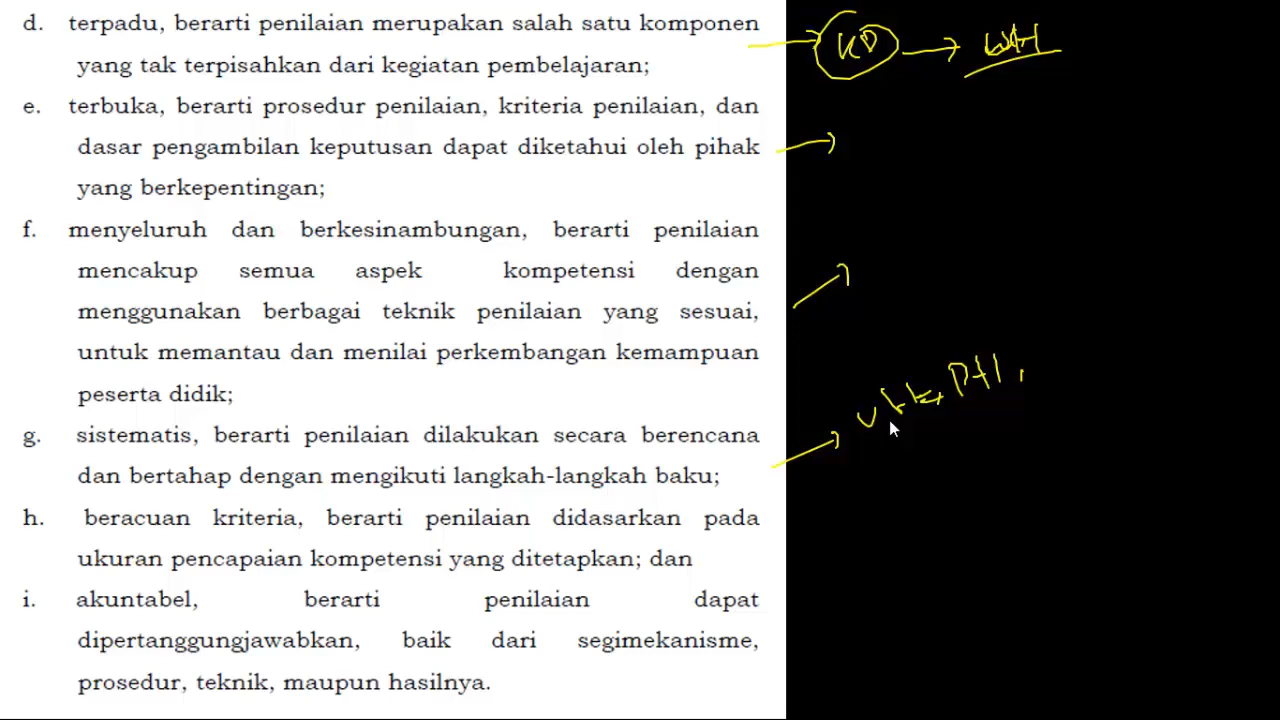 d. terpadu, berarti penilaian merupakan salah satu komponen
yang tak terpisahkan dari kegiatan pembelajaran;
KD
e. terbuka, berarti prosedur penilaian, kriteria penilaian, dan
dasar pengambilan keputusan dapat diketahui oleh pihak
yang berkepentingan;
f. menyeluruh dan berkesinambungan, berarti penilaian
mencakup semua aspek kompetensi dengan
menggunakan berbagai teknik penilaian yang sesuai,
untuk memantau dan menilai perkembangan kemampuan
peserta didik;
g. sistematis, berarti penilaian dilakukan secara berencana
dan bertahap dengan mengikuti langkah-langkah baku;
h. beracuan kriteria, berarti penilaian didasarkan pada
ukuran pencapaian kompetensi yang ditetapkan; dan
i. akuntabel, berarti penilaian dapat
dipertanggungjawabkan, baik dari segimekanisme,
prosedur, teknik, maupun hasilnya.